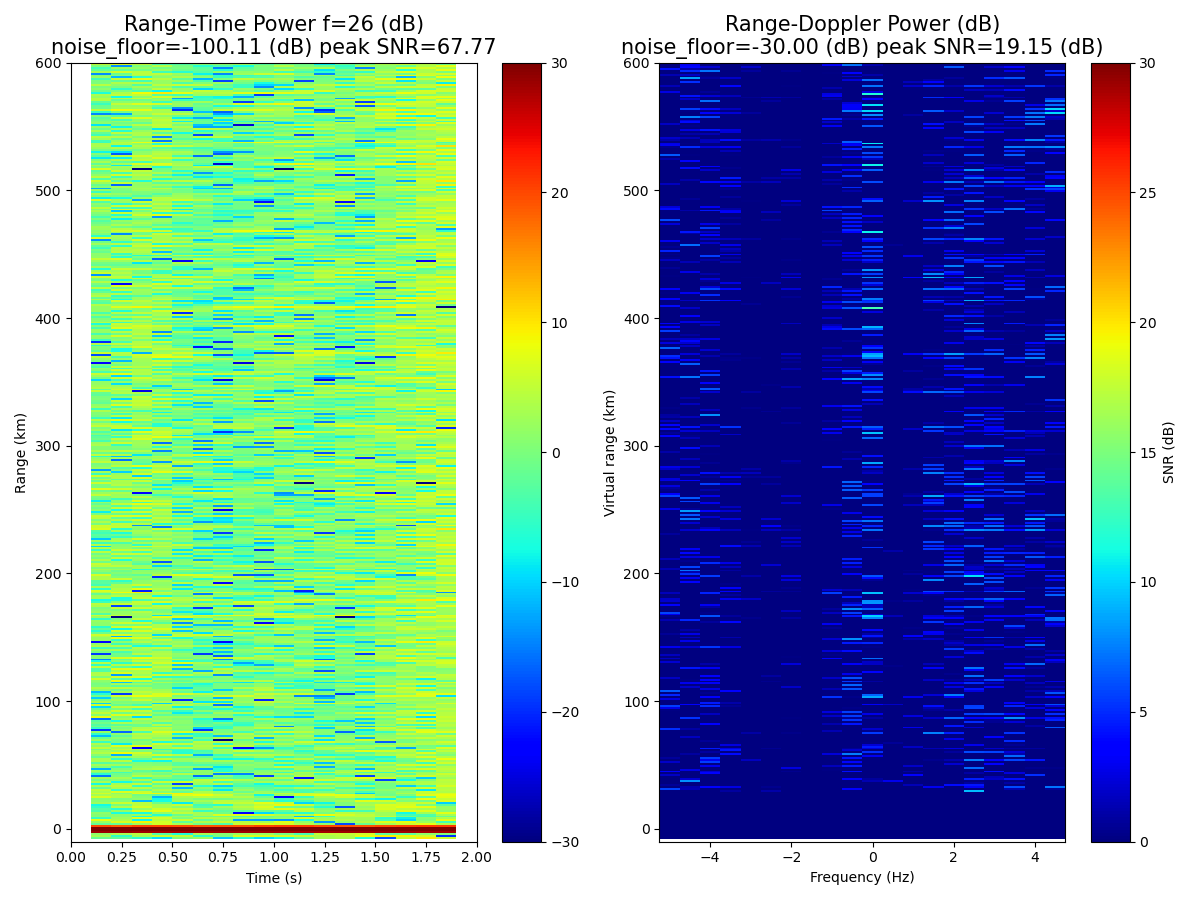 Range-Time Power f=26 (dB)
noise_floor=-100.11 (dB) peak SNR=67.77
600
500
400
300
200
100
0
Range (km)
0.00 0.25 0.50 0.75 1.00 1.25 1.50 1.75 2.00
Time (s)
30
20
10
0
−10
−20
−30
Range-Doppler Power (dB)
noise_floor=-30.00 (dB) peak SNR=19.15 (dB)
600
500
400
300
200
100
0
Virtual range (km)
−4 −2 0 2 4
Frequency (Hz)
30
25
20
15
10
5
0
SNR (dB)